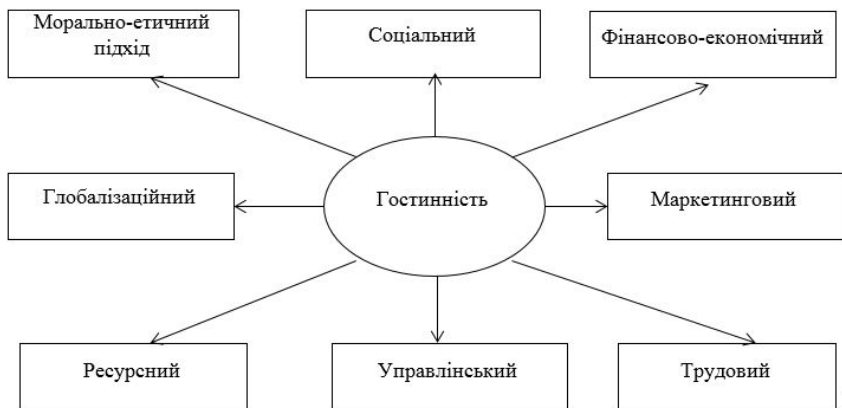 Морально-етичний
підхід
Соціальний
Фінансово-економічний
Глобалізаційний
Гостинність
Маркетинговий
Ресурсний
Управлінський
Трудовий